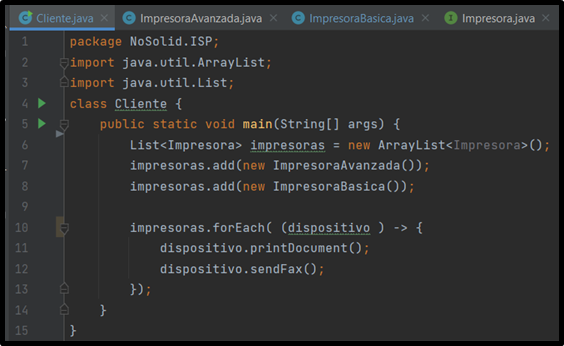 Cliente.java × ImpresoraAvanzada.java × ImpresoraBasica.java × Impresora.java ×
1 package NoSolid.ISP;
2 import java.util.ArrayList;
3 import java.util.List;
4 class Cliente {
5 public static void main(String[] args) {
6 List<Impresora> impresoras = new ArrayList<Impresora>();
7 impresoras.add(new ImpresoraAvanzada());
8 impresoras.add(new ImpresoraBasica());
9
10 impresoras.forEach( (dispositivo ) -> {
11 dispositivo.printDocument();
12 dispositivo.sendFax();
13 });
14 }
15 }